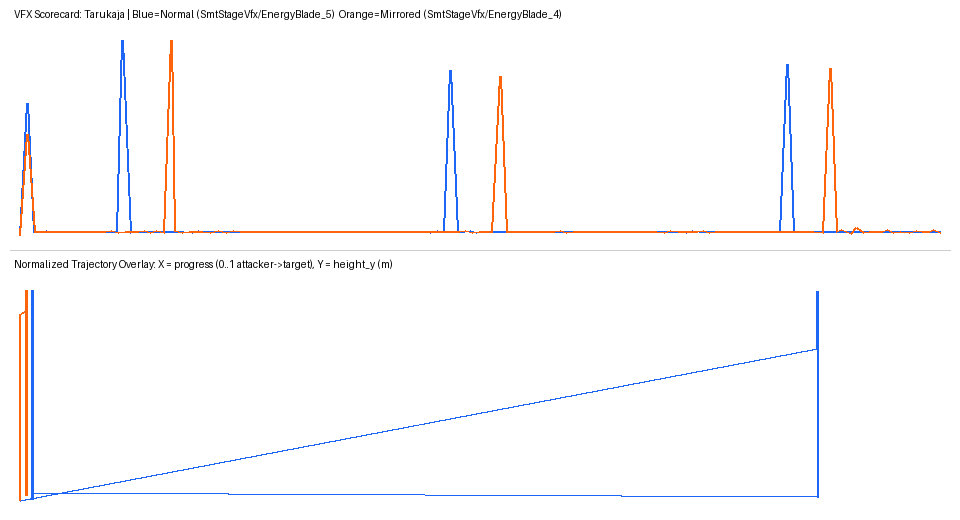 VFX Scorecard: Tarukaja | Blue=Normal (SmtStageVfx/EnergyBlade_5) Orange=Mirrored (SmtStageVfx/EnergyBlade_4)
Normalized Trajectory Overlay: X = progress (0..1 attacker->target), Y = height_y (m)